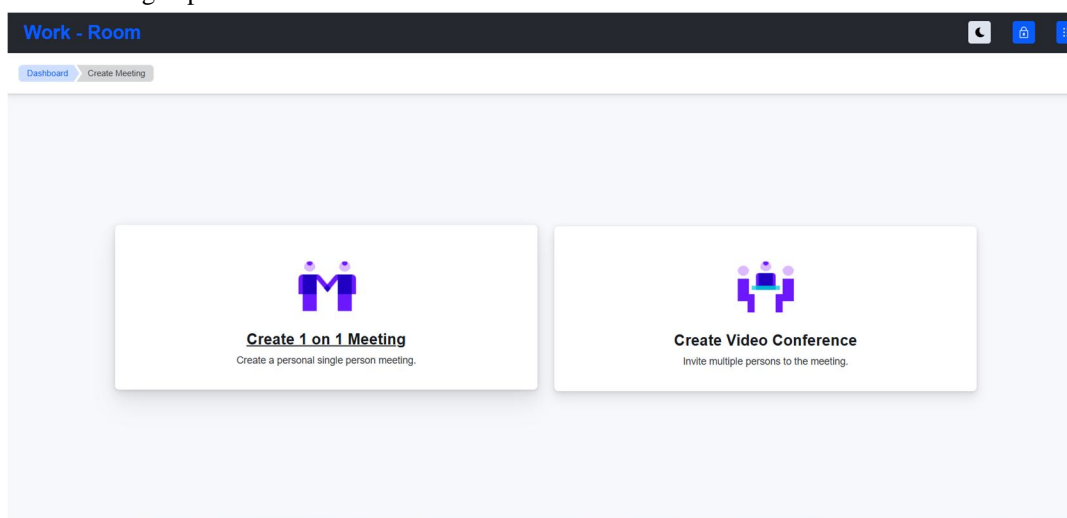 Work - Room
Dashboard
Create Meeting
Create 1 on 1 Meeting
Create a personal single person meeting.
Create Video Conference
Invite multiple persons to the meeting.